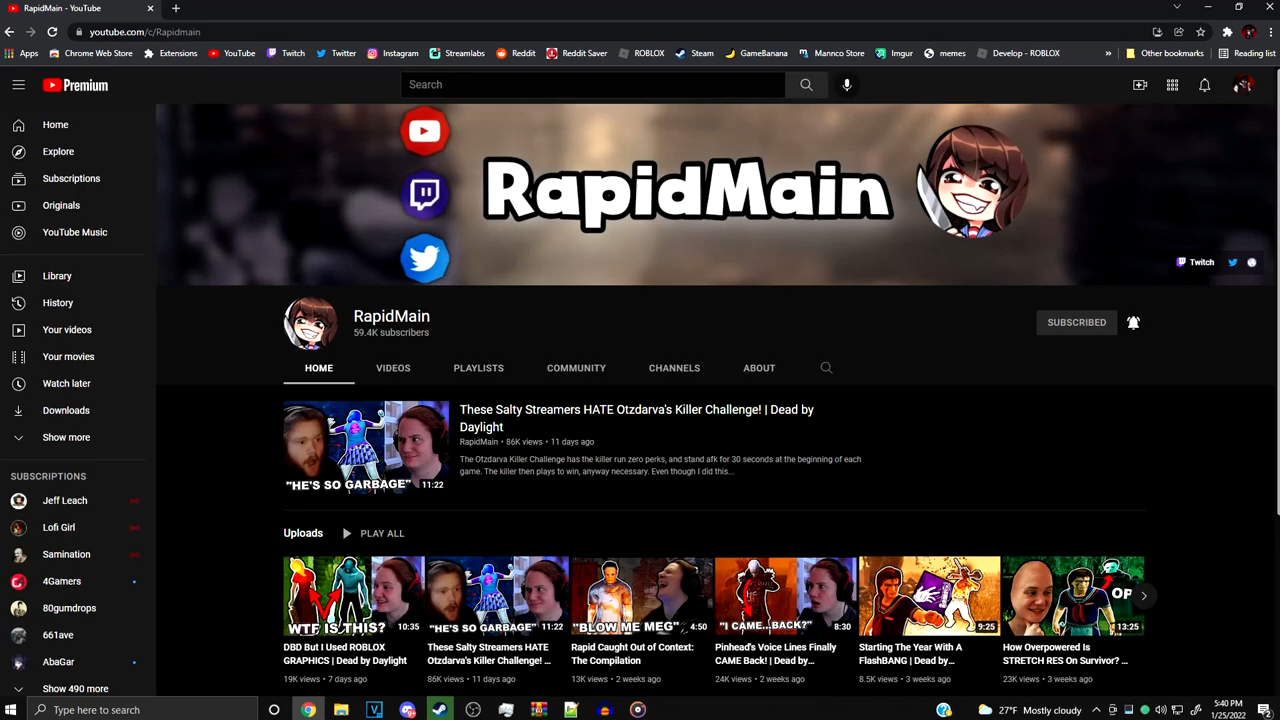 RapidMain - YouTube
youtube.com/c/Rapidmain
Apps Chrome Web Store Extensions YouTube Twitch Twitter Instagram Streamlabs Reddit Reddit Saver ROBLOX Steam GameBanana Mannco Store Imgur memes Develop - ROBLOX » Other bookmarks Reading list
Premium
Search
RapidMain
Twitch
Home
Explore
Subscriptions
Originals
YouTube Music
Library
History
Your videos
Your movies
Watch later
Downloads
Show more
SUBSCRIPTIONS
Jeff Leach
Lofi Girl
Samination
4Gamers
80gumdrops
661ave
AbaGar
Show 490 more
RapidMain
59.4K subscribers
SUBSCRIBED
HOME VIDEOS PLAYLISTS COMMUNITY CHANNELS ABOUT
"HE'S SO GARBAGE" 11:22
These Salty Streamers HATE Otzdarva's Killer Challenge! | Dead by
Daylight
RapidMain • 86K views • 11 days ago
The Otzdarva Killer Challenge has the killer run zero perks, and stand afk for 30 seconds at the beginning of each
game. The killer then plays to win, anyway necessary. Even though I did this...
Uploads PLAY ALL
WTF IS THIS? 10:35
DBD But I Used ROBLOX
GRAPHICS | Dead by Daylight
19K views • 7 days ago
"HE'S SO GARBAGE" 11:22
These Salty Streamers HATE
Otzdarva's Killer Challenge! ...
86K views • 11 days ago
"BLOW ME MEG" 4:50
Rapid Caught Out of Context:
The Compilation
13K views • 2 weeks ago
"I CAME...BACK?" 8:30
Pinhead's Voice Lines Finally
CAME Back! | Dead by...
24K views • 2 weeks ago
9:25
Starting The Year With A
FlashBANG | Dead by...
8.5K views • 3 weeks ago
OP 13:25
How Overpowered Is
STRETCH RES On Survivor? ...
23K views • 3 weeks ago
Type here to search
27°F Mostly cloudy
5:40 PM
1/25/2022